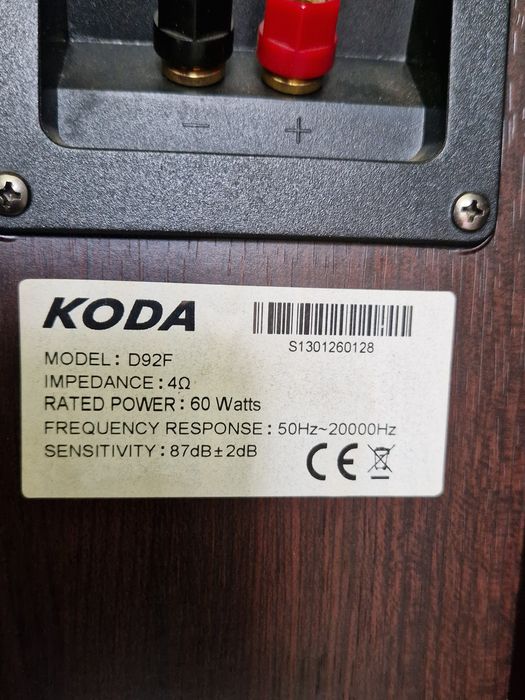 − +
KODA
S1301260128
MODEL: D92F
IMPEDANCE: 4Ω
RATED POWER: 60 Watts
FREQUENCY RESPONSE: 50Hz~20000Hz
SENSITIVITY: 87dB±2dB
CE